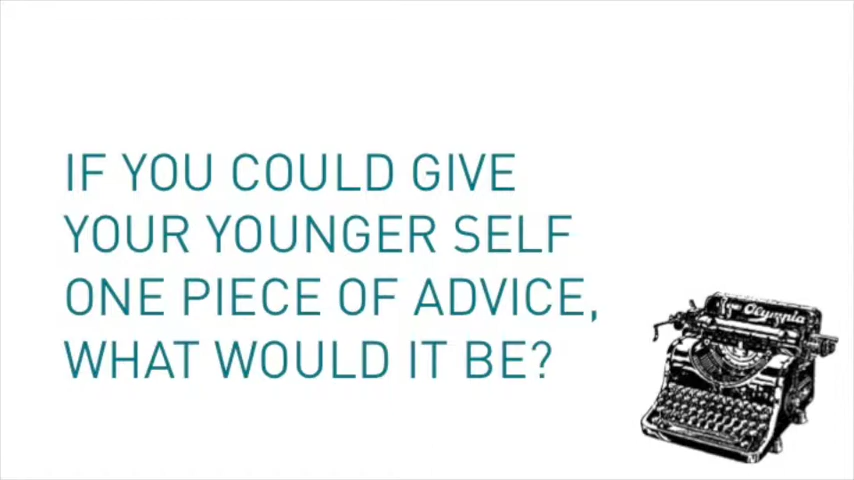 IF YOU COULD GIVE
YOUR YOUNGER SELF
ONE PIECE OF ADVICE,
WHAT WOULD IT BE?
Olympia